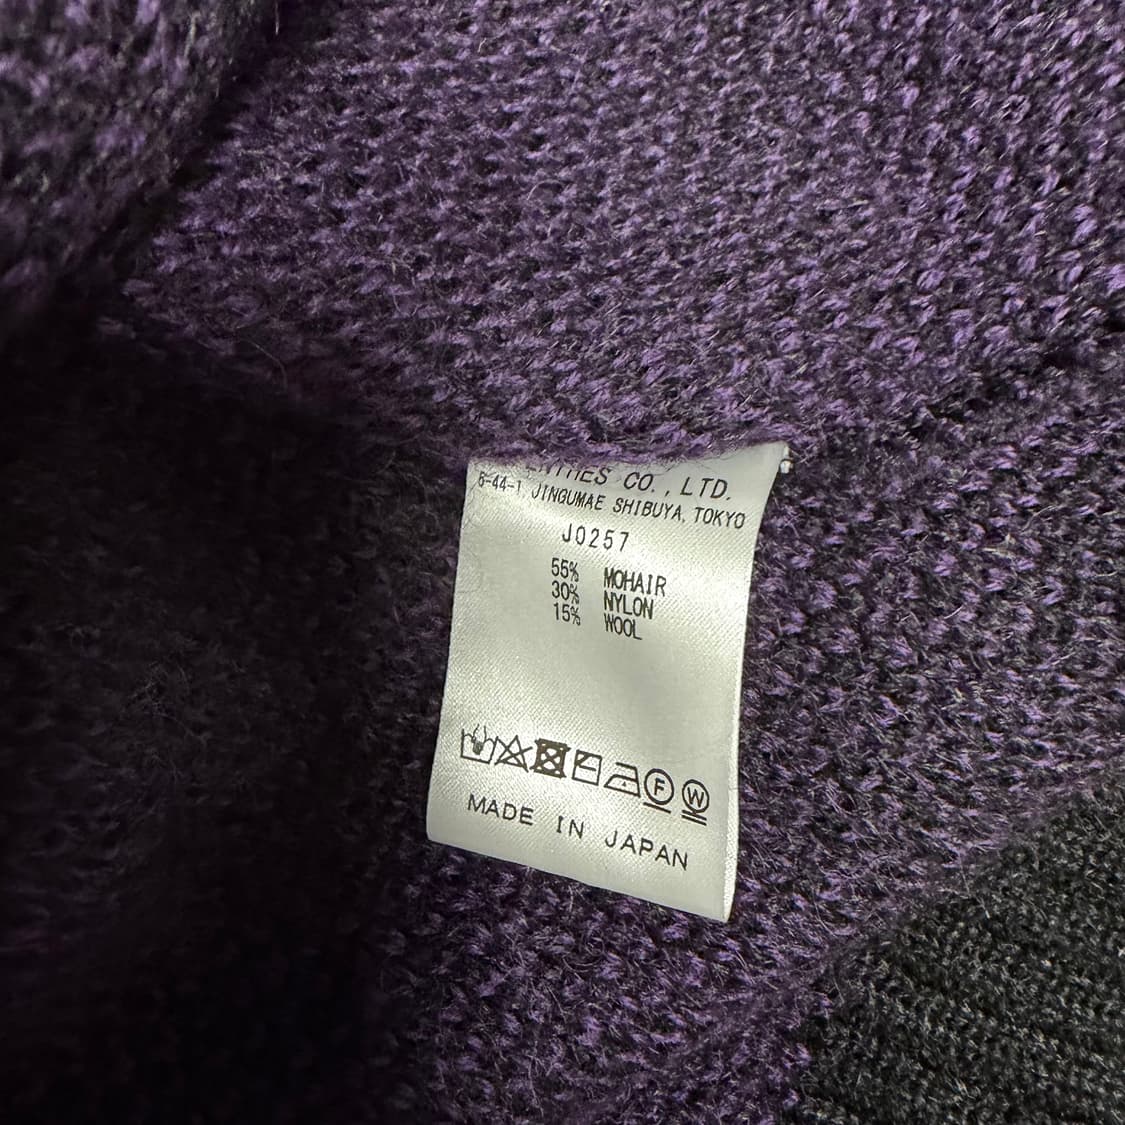 CO., LTD.
6-44-1 JINGUMAE SHIBUYA, TOKYO
J0257
55% MOHAIR
30% NYLON
15% WOOL
F W
MADE IN JAPAN